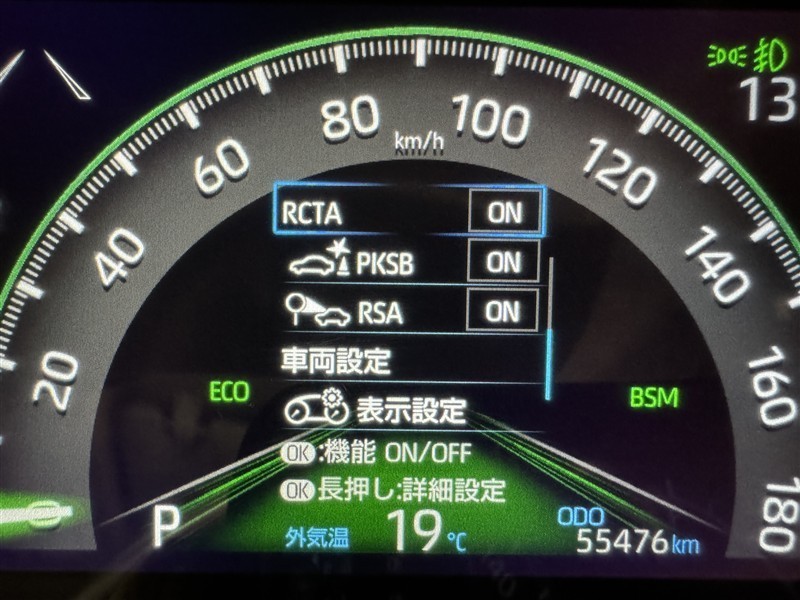 13
80
100
km/h
60
120
RCTA ON
40
PKSB ON
140
RSA ON
車両設定
20
160
ECO
BSM
表示設定
OK:機能 ON/OFF
OK長押し:詳細設定
180
0
P
外気温 19℃
ODO
55476km